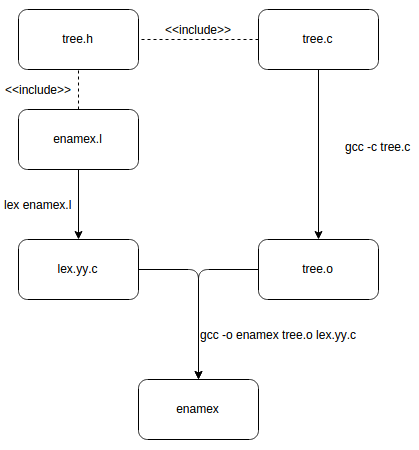 <<include>>
tree.h
tree.c
<<include>>
enamex.l
gcc -c tree.c
lex enamex.l
lex.yy.c
tree.o
gcc -o enamex tree.o lex.yy.c
enamex